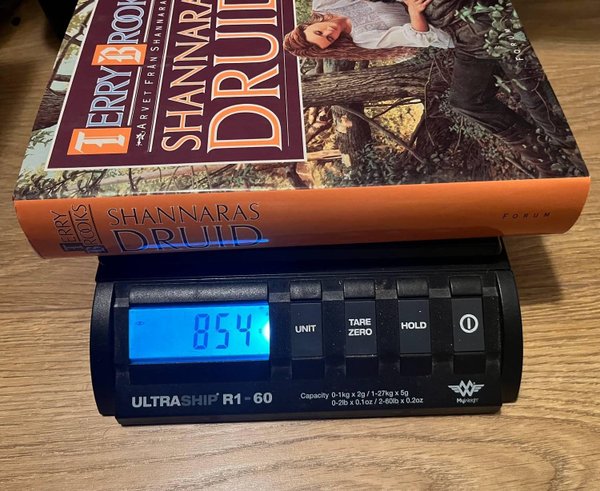 TERRY BROOKS
ARVET FRÅN SHANNARA
SHANNARAS
DRUID
FORUM
TERRY
BROOKS
SHANNARAS
DRUID
FORUM
854
UNIT
TARE
ZERO
HOLD
ULTRASHIP R1-60
Capacity 0-1kg x 2g / 1-27kg x 5g
0-2lb x 0.1oz / 2-60lb x 0.2oz
MyWeigh